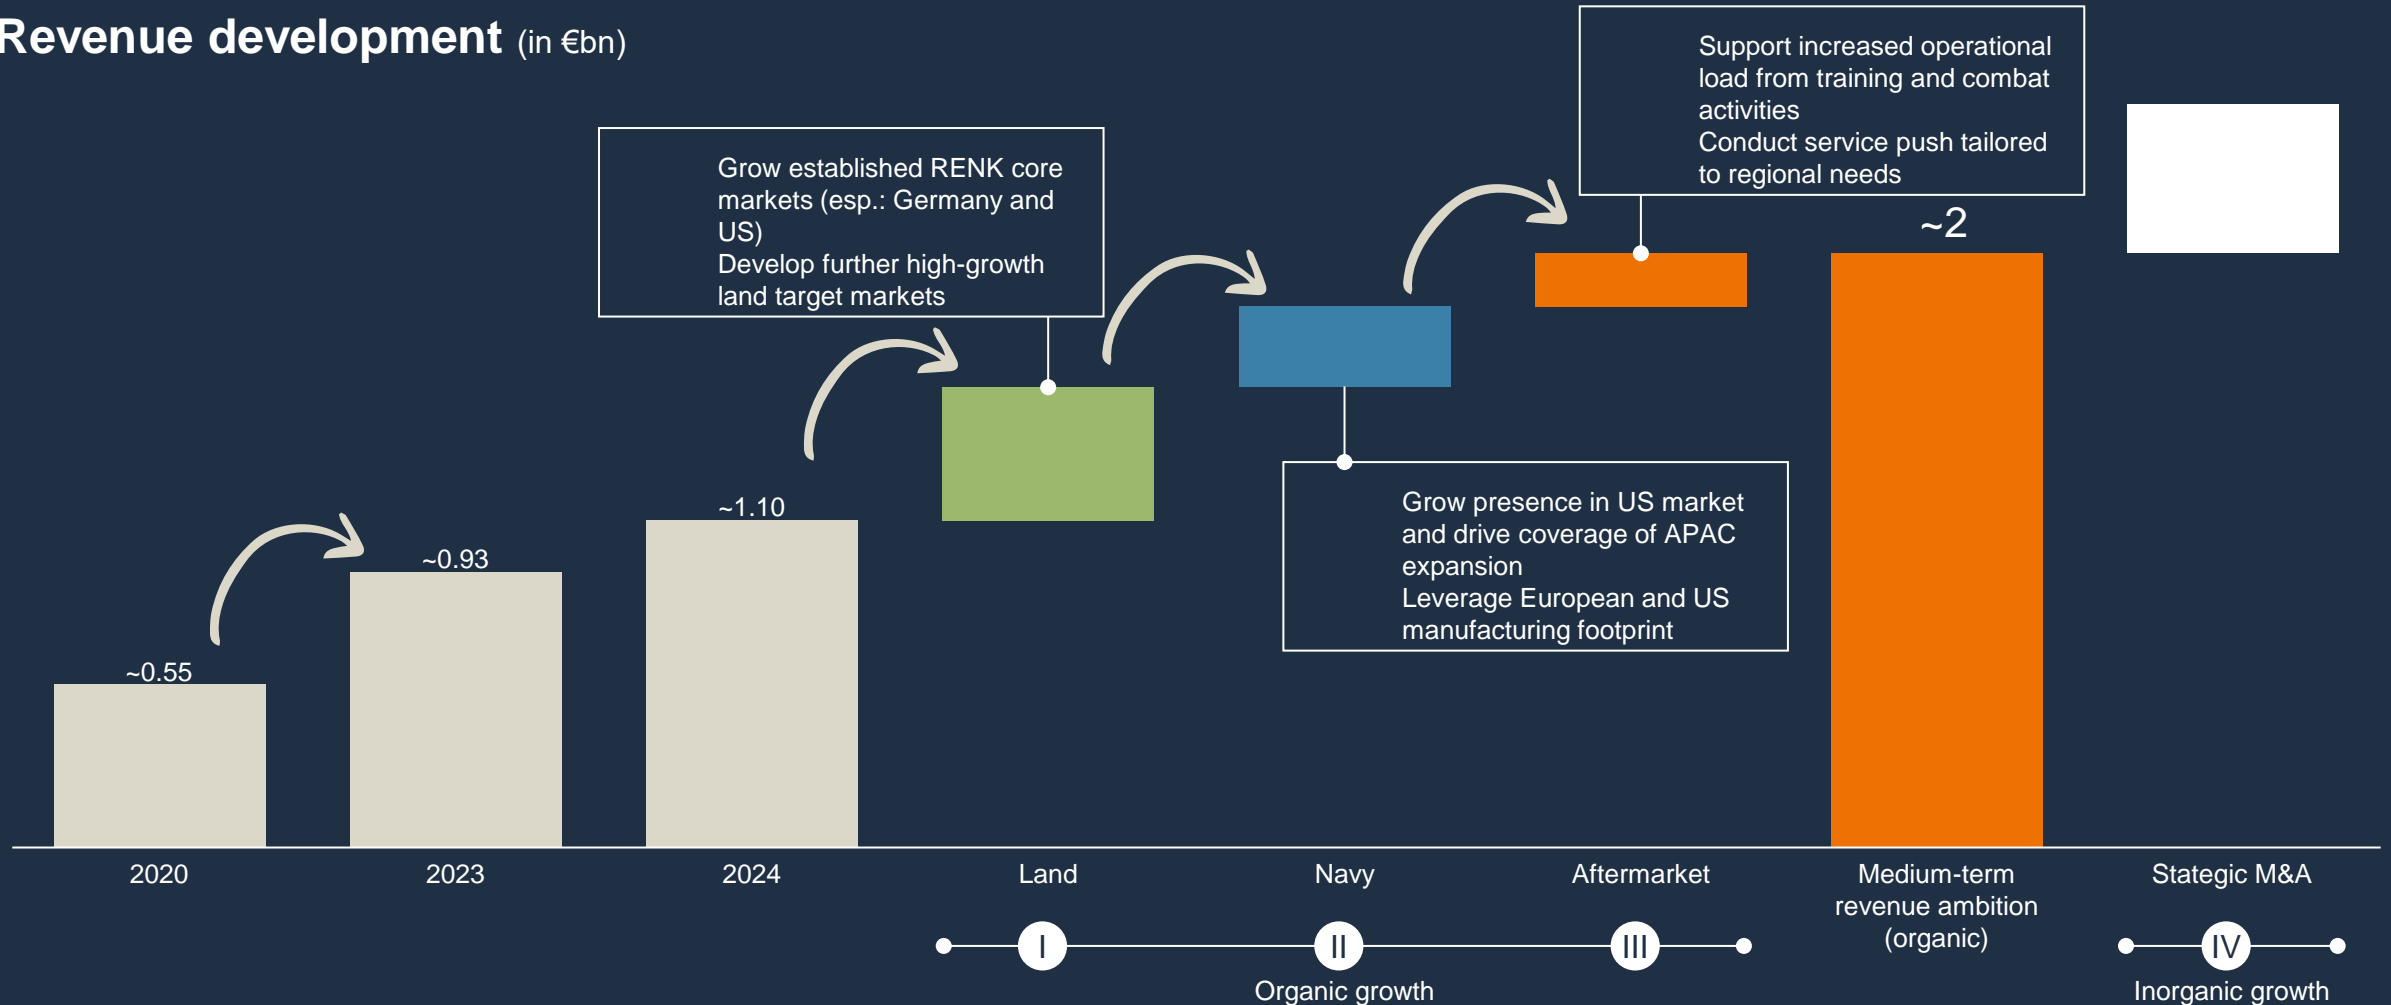 Revenue development (in €bn)
Support increased operational
load from training and combat
activities
Conduct service push tailored
to regional needs
Grow established RENK core
markets (esp.: Germany and
US)
Develop further high-growth
land target markets
~2
Grow presence in US market
and drive coverage of APAC
expansion
Leverage European and US
manufacturing footprint
~1.10
~0.93
~0.55
2020
2023
2024
Land
Navy
Aftermarket
Medium-term
revenue ambition
(organic)
Stategic M&A
I
II
III
IV
Organic growth
Inorganic growth